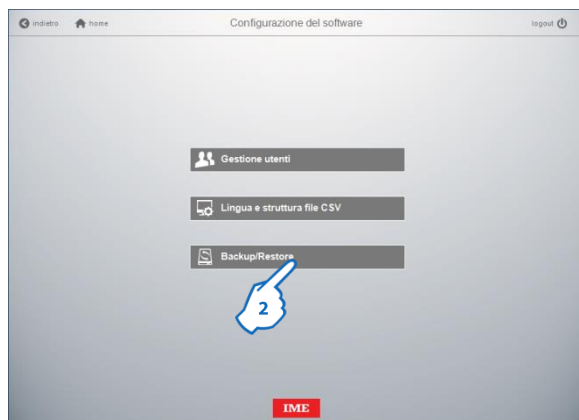 indietro home Configurazione del software logout
Gestione utenti
Lingua e struttura file CSV
Backup/Restore
2
IME